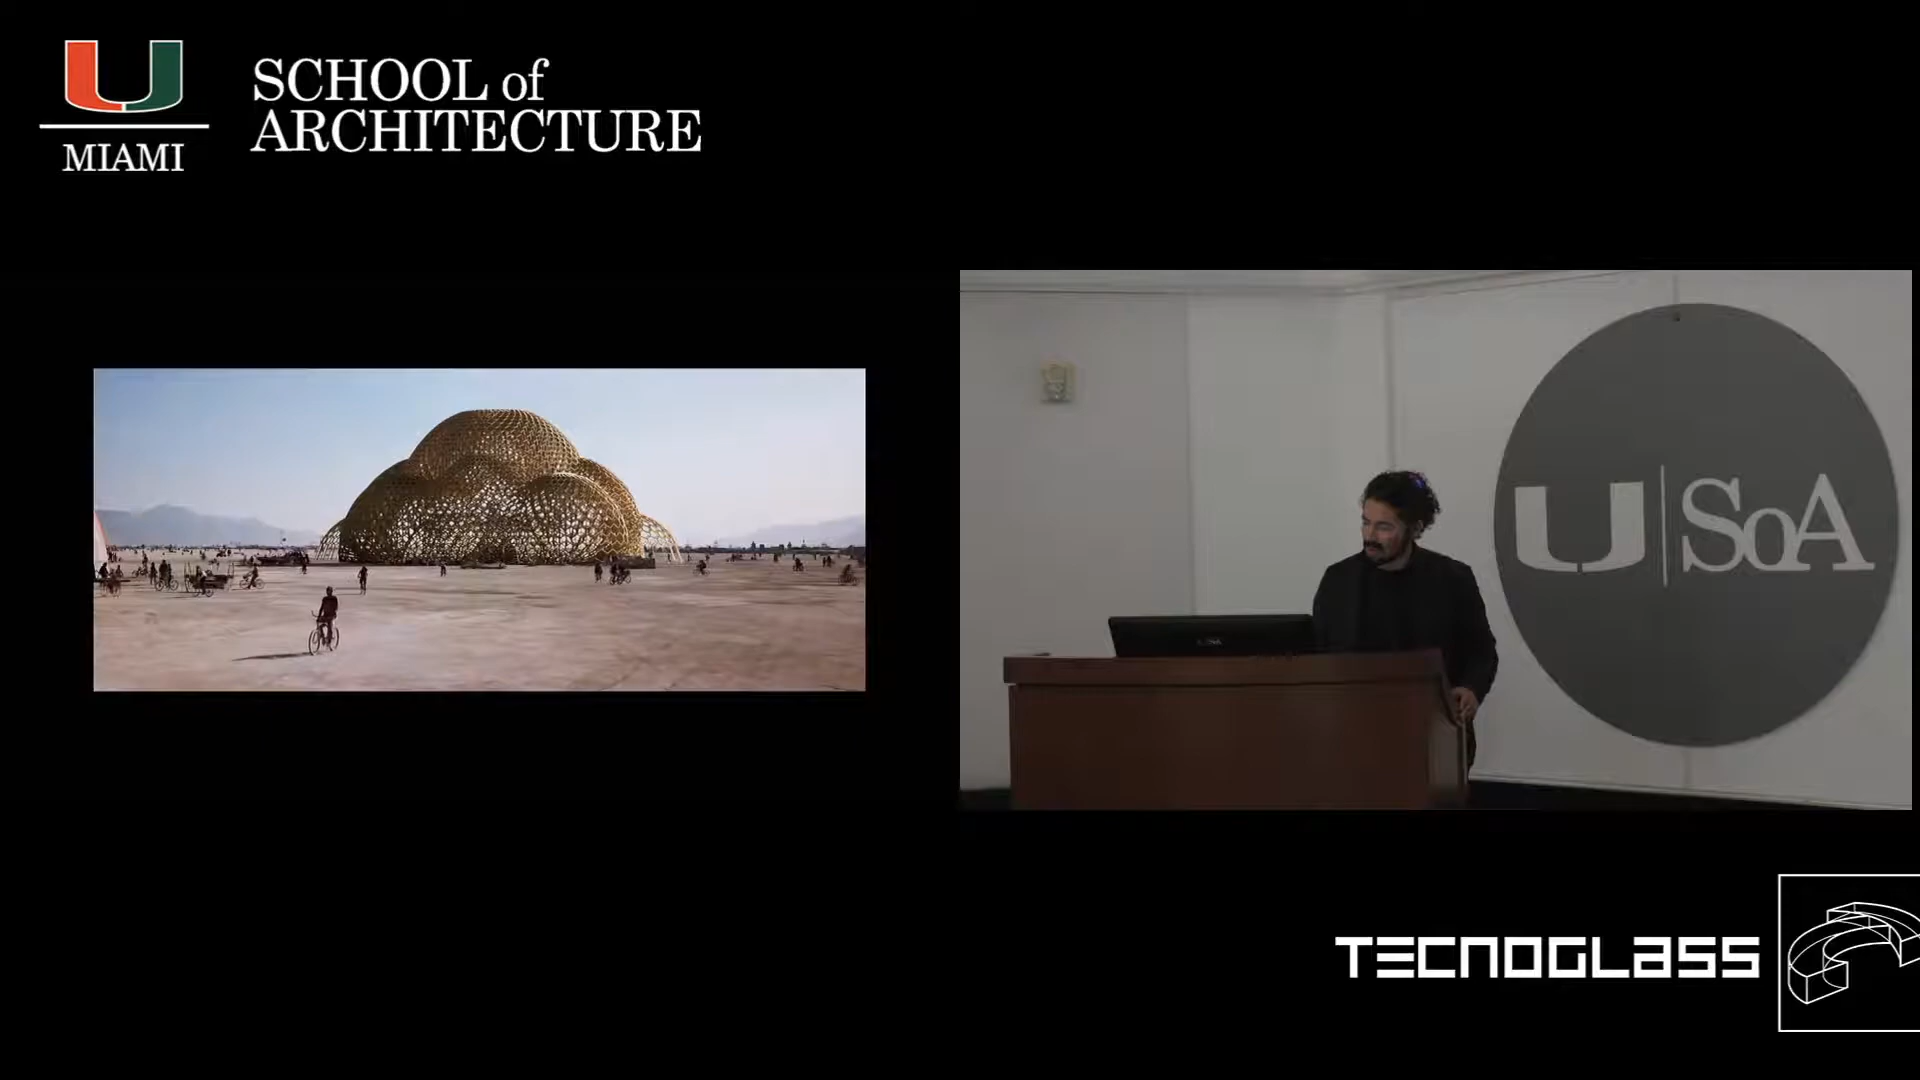 SCHOOL of
ARCHITECTURE
U
MIAMI
U SoA
TECNOGLASS